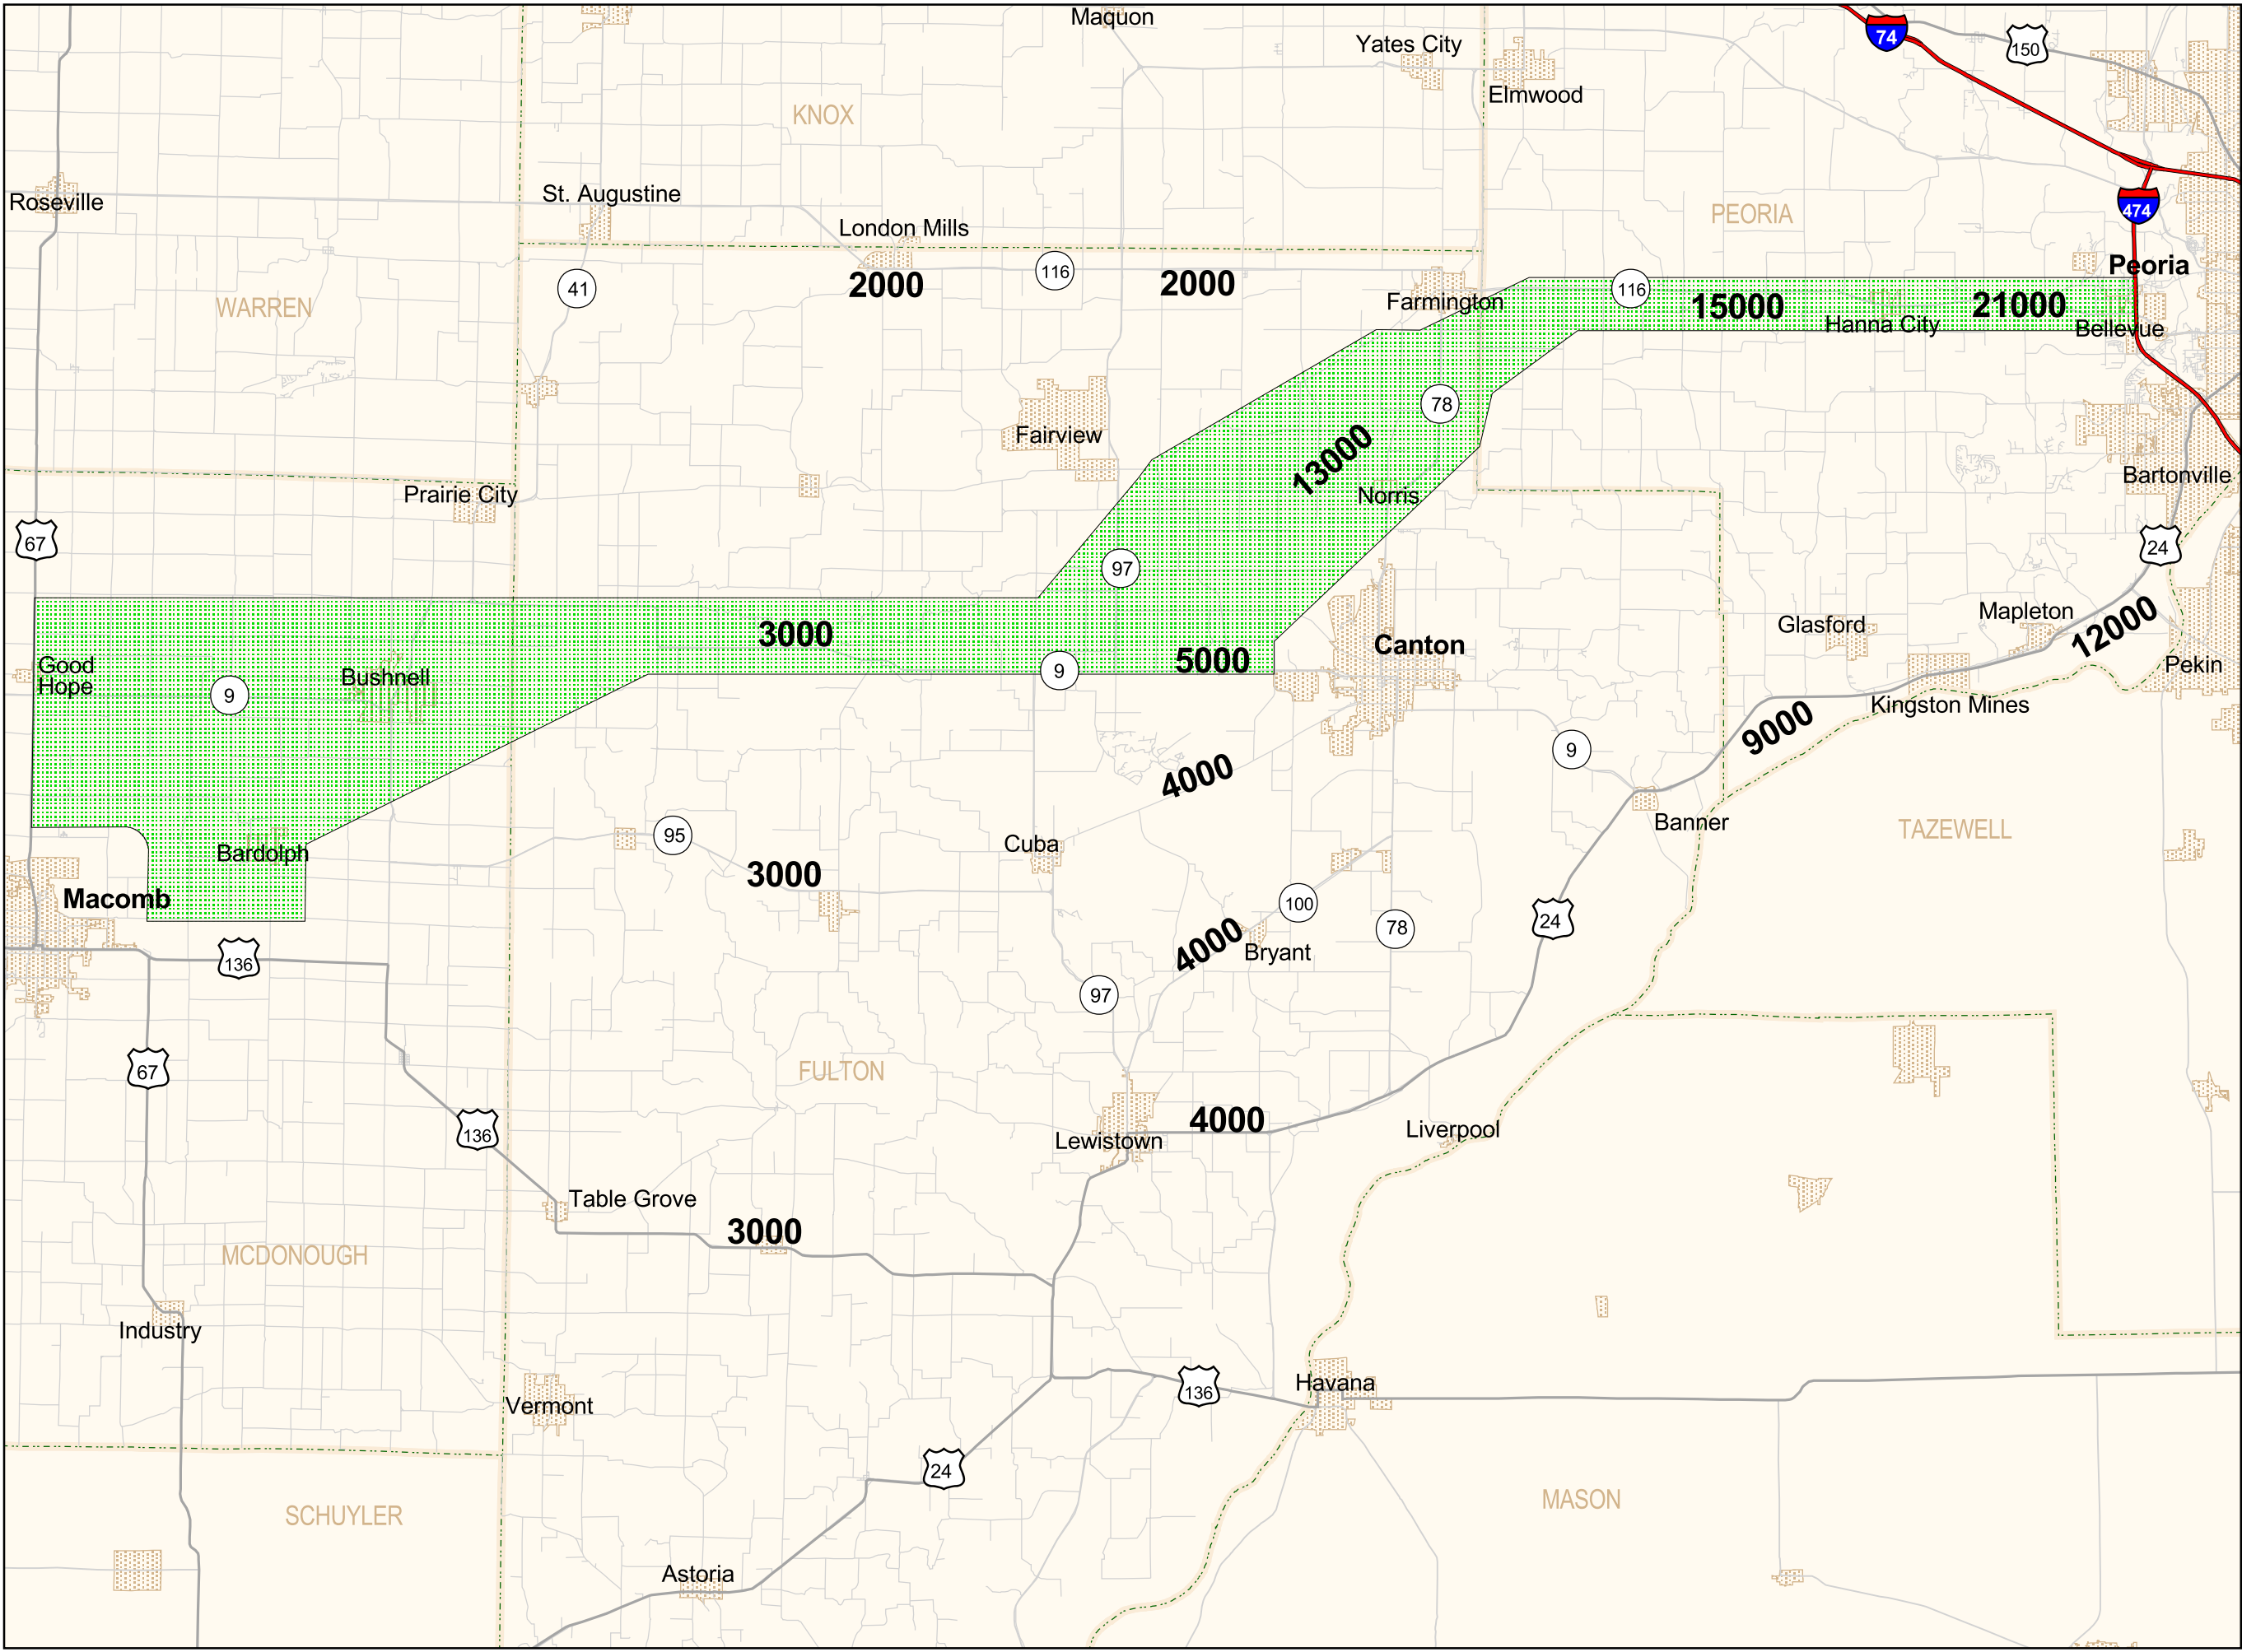 Maquon
Yates City
74
150
Elmwood
KNOX
Roseville
St. Augustine
London Mills
PEORIA
474
Peoria
WARREN
41
2000
116
2000
Farmington
116
15000
Hanna City
21000
Bellevue
78
Fairview
13000
Norris
Bartonville
Prairie City
67
97
24
Good
Hope
9
Bushnell
3000
9
5000
Canton
Glasford
Mapleton
12000
Pekin
Kingston Mines
9000
9
4000
Banner
TAZEWELL
Bardolph
95
3000
Cuba
Macomb
100
78
24
4000
Bryant
136
97
67
FULTON
136
4000
Lewistown
Liverpool
Table Grove
3000
MCDONOUGH
Industry
Vermont
136
Havana
24
SCHUYLER
MASON
Astoria